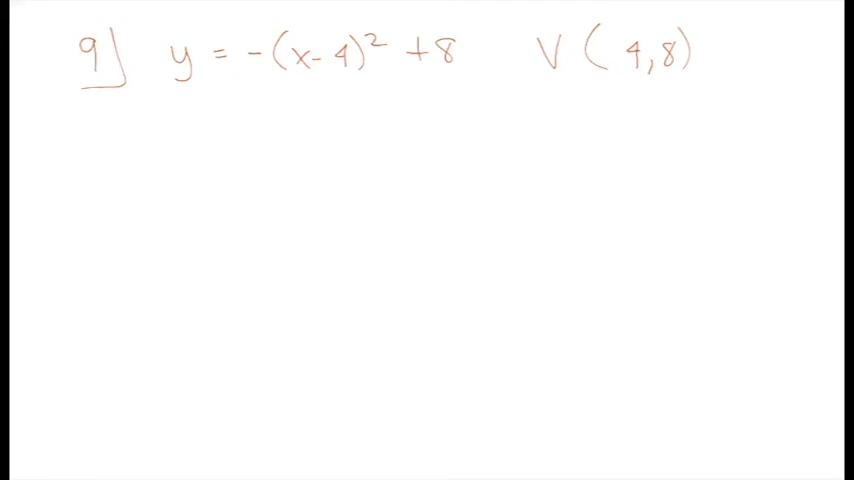 9] y = -(x-4)² +8 V (4,8)